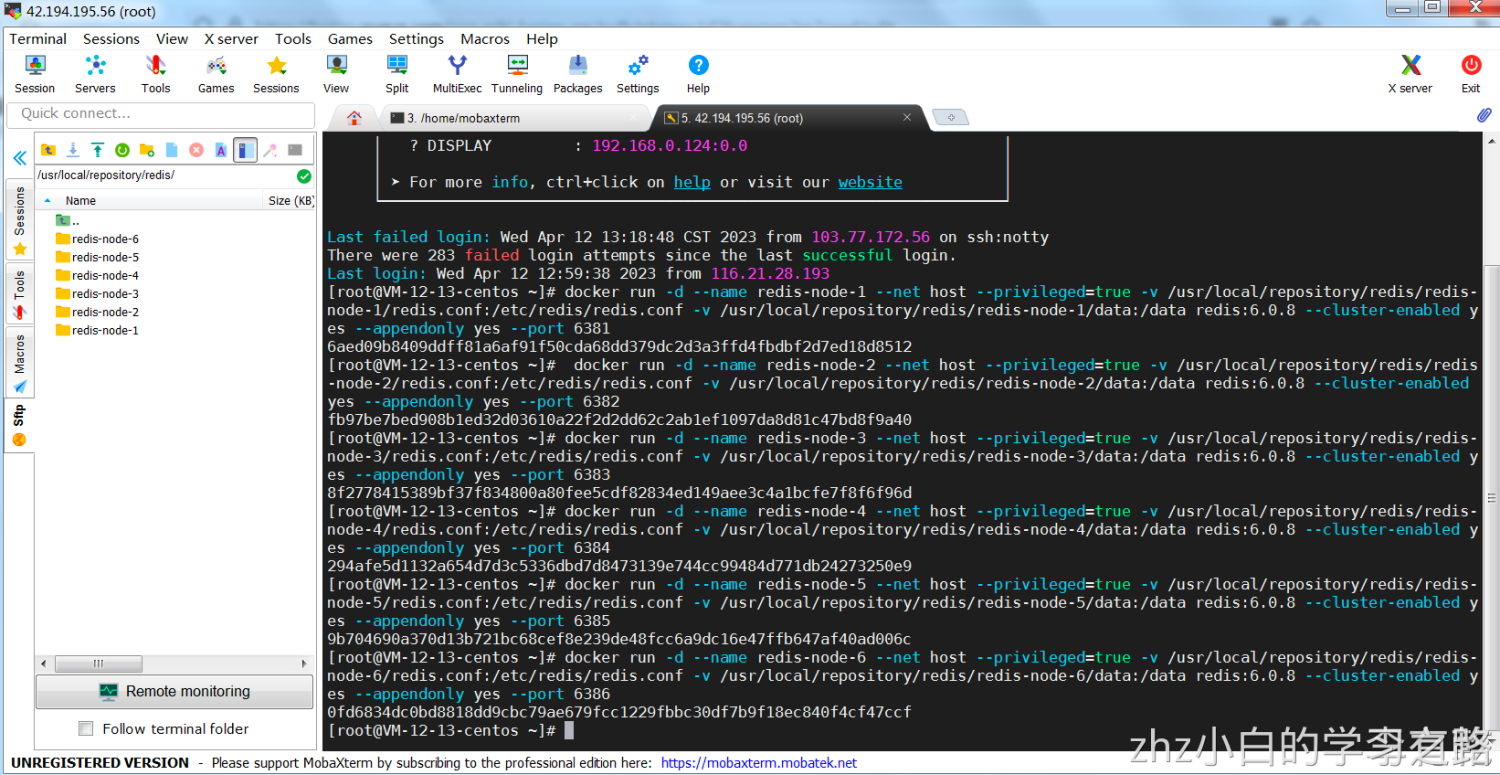 42.194.195.56 (root)
Terminal Sessions View X server Tools Games Settings Macros Help
Session Servers Tools Games Sessions View Split MultiExec Tunneling Packages Settings Help X server Exit
Quick connect...
3. /home/mobaxterm
5. 42.194.195.56 (root)
/usr/local/repository/redis/
Name Size (KB)
..
redis-node-6
redis-node-5
redis-node-4
redis-node-3
redis-node-2
redis-node-1
Sessions
Tools
Macros
Sftp
Remote monitoring
Follow terminal folder
? DISPLAY : 192.168.0.124:0.0
➤ For more info, ctrl+click on help or visit our website
Last failed login: Wed Apr 12 13:18:48 CST 2023 from 103.77.172.56 on ssh:notty
There were 283 failed login attempts since the last successful login.
Last login: Wed Apr 12 12:59:38 2023 from 116.21.28.193
[root@VM-12-13-centos ~]# docker run -d --name redis-node-1 --net host --privileged=true -v /usr/local/repository/redis/redis-
node-1/redis.conf:/etc/redis/redis.conf -v /usr/local/repository/redis/redis-node-1/data:/data redis:6.0.8 --cluster-enabled y
es --appendonly yes --port 6381
6aed09b8409ddff81a6af91f50cda68dd379dc2d3a3ffd4fbdbf2d7ed18d8512
[root@VM-12-13-centos ~]#  docker run -d --name redis-node-2 --net host --privileged=true -v /usr/local/repository/redis/redis
-node-2/redis.conf:/etc/redis/redis.conf -v /usr/local/repository/redis/redis-node-2/data:/data redis:6.0.8 --cluster-enabled
yes --appendonly yes --port 6382
fb97be7bed908b1ed32d03610a22f2d2dd62c2ab1ef1097da8d81c47bd8f9a40
[root@VM-12-13-centos ~]# docker run -d --name redis-node-3 --net host --privileged=true -v /usr/local/repository/redis/redis-
node-3/redis.conf:/etc/redis/redis.conf -v /usr/local/repository/redis/redis-node-3/data:/data redis:6.0.8 --cluster-enabled y
es --appendonly yes --port 6383
8f2778415389bf37f834800a80fee5cdf82834ed149aee3c4a1bcfe7f8f6f96d
[root@VM-12-13-centos ~]# docker run -d --name redis-node-4 --net host --privileged=true -v /usr/local/repository/redis/redis-
node-4/redis.conf:/etc/redis/redis.conf -v /usr/local/repository/redis/redis-node-4/data:/data redis:6.0.8 --cluster-enabled y
es --appendonly yes --port 6384
294afe5d1132a654d7d3c5336dbd7d8473139e744cc99484d771db24273250e9
[root@VM-12-13-centos ~]# docker run -d --name redis-node-5 --net host --privileged=true -v /usr/local/repository/redis/redis-
node-5/redis.conf:/etc/redis/redis.conf -v /usr/local/repository/redis/redis-node-5/data:/data redis:6.0.8 --cluster-enabled y
es --appendonly yes --port 6385
9b704690a370d13b721bc68cef8e239de48fcc6a9dc16e47ffb647af40ad006c
[root@VM-12-13-centos ~]# docker run -d --name redis-node-6 --net host --privileged=true -v /usr/local/repository/redis/redis-
node-6/redis.conf:/etc/redis/redis.conf -v /usr/local/repository/redis/redis-node-6/data:/data redis:6.0.8 --cluster-enabled y
es --appendonly yes --port 6386
0fd6834dc0bd8818dd9cbc79ae679fcc1229fbbc30df7b9f18ec840f4cf47ccf
[root@VM-12-13-centos ~]#
zhz小白的学习之路
UNREGISTERED VERSION - Please support MobaXterm by subscribing to the professional edition here: https://mobaxterm.mobatek.net